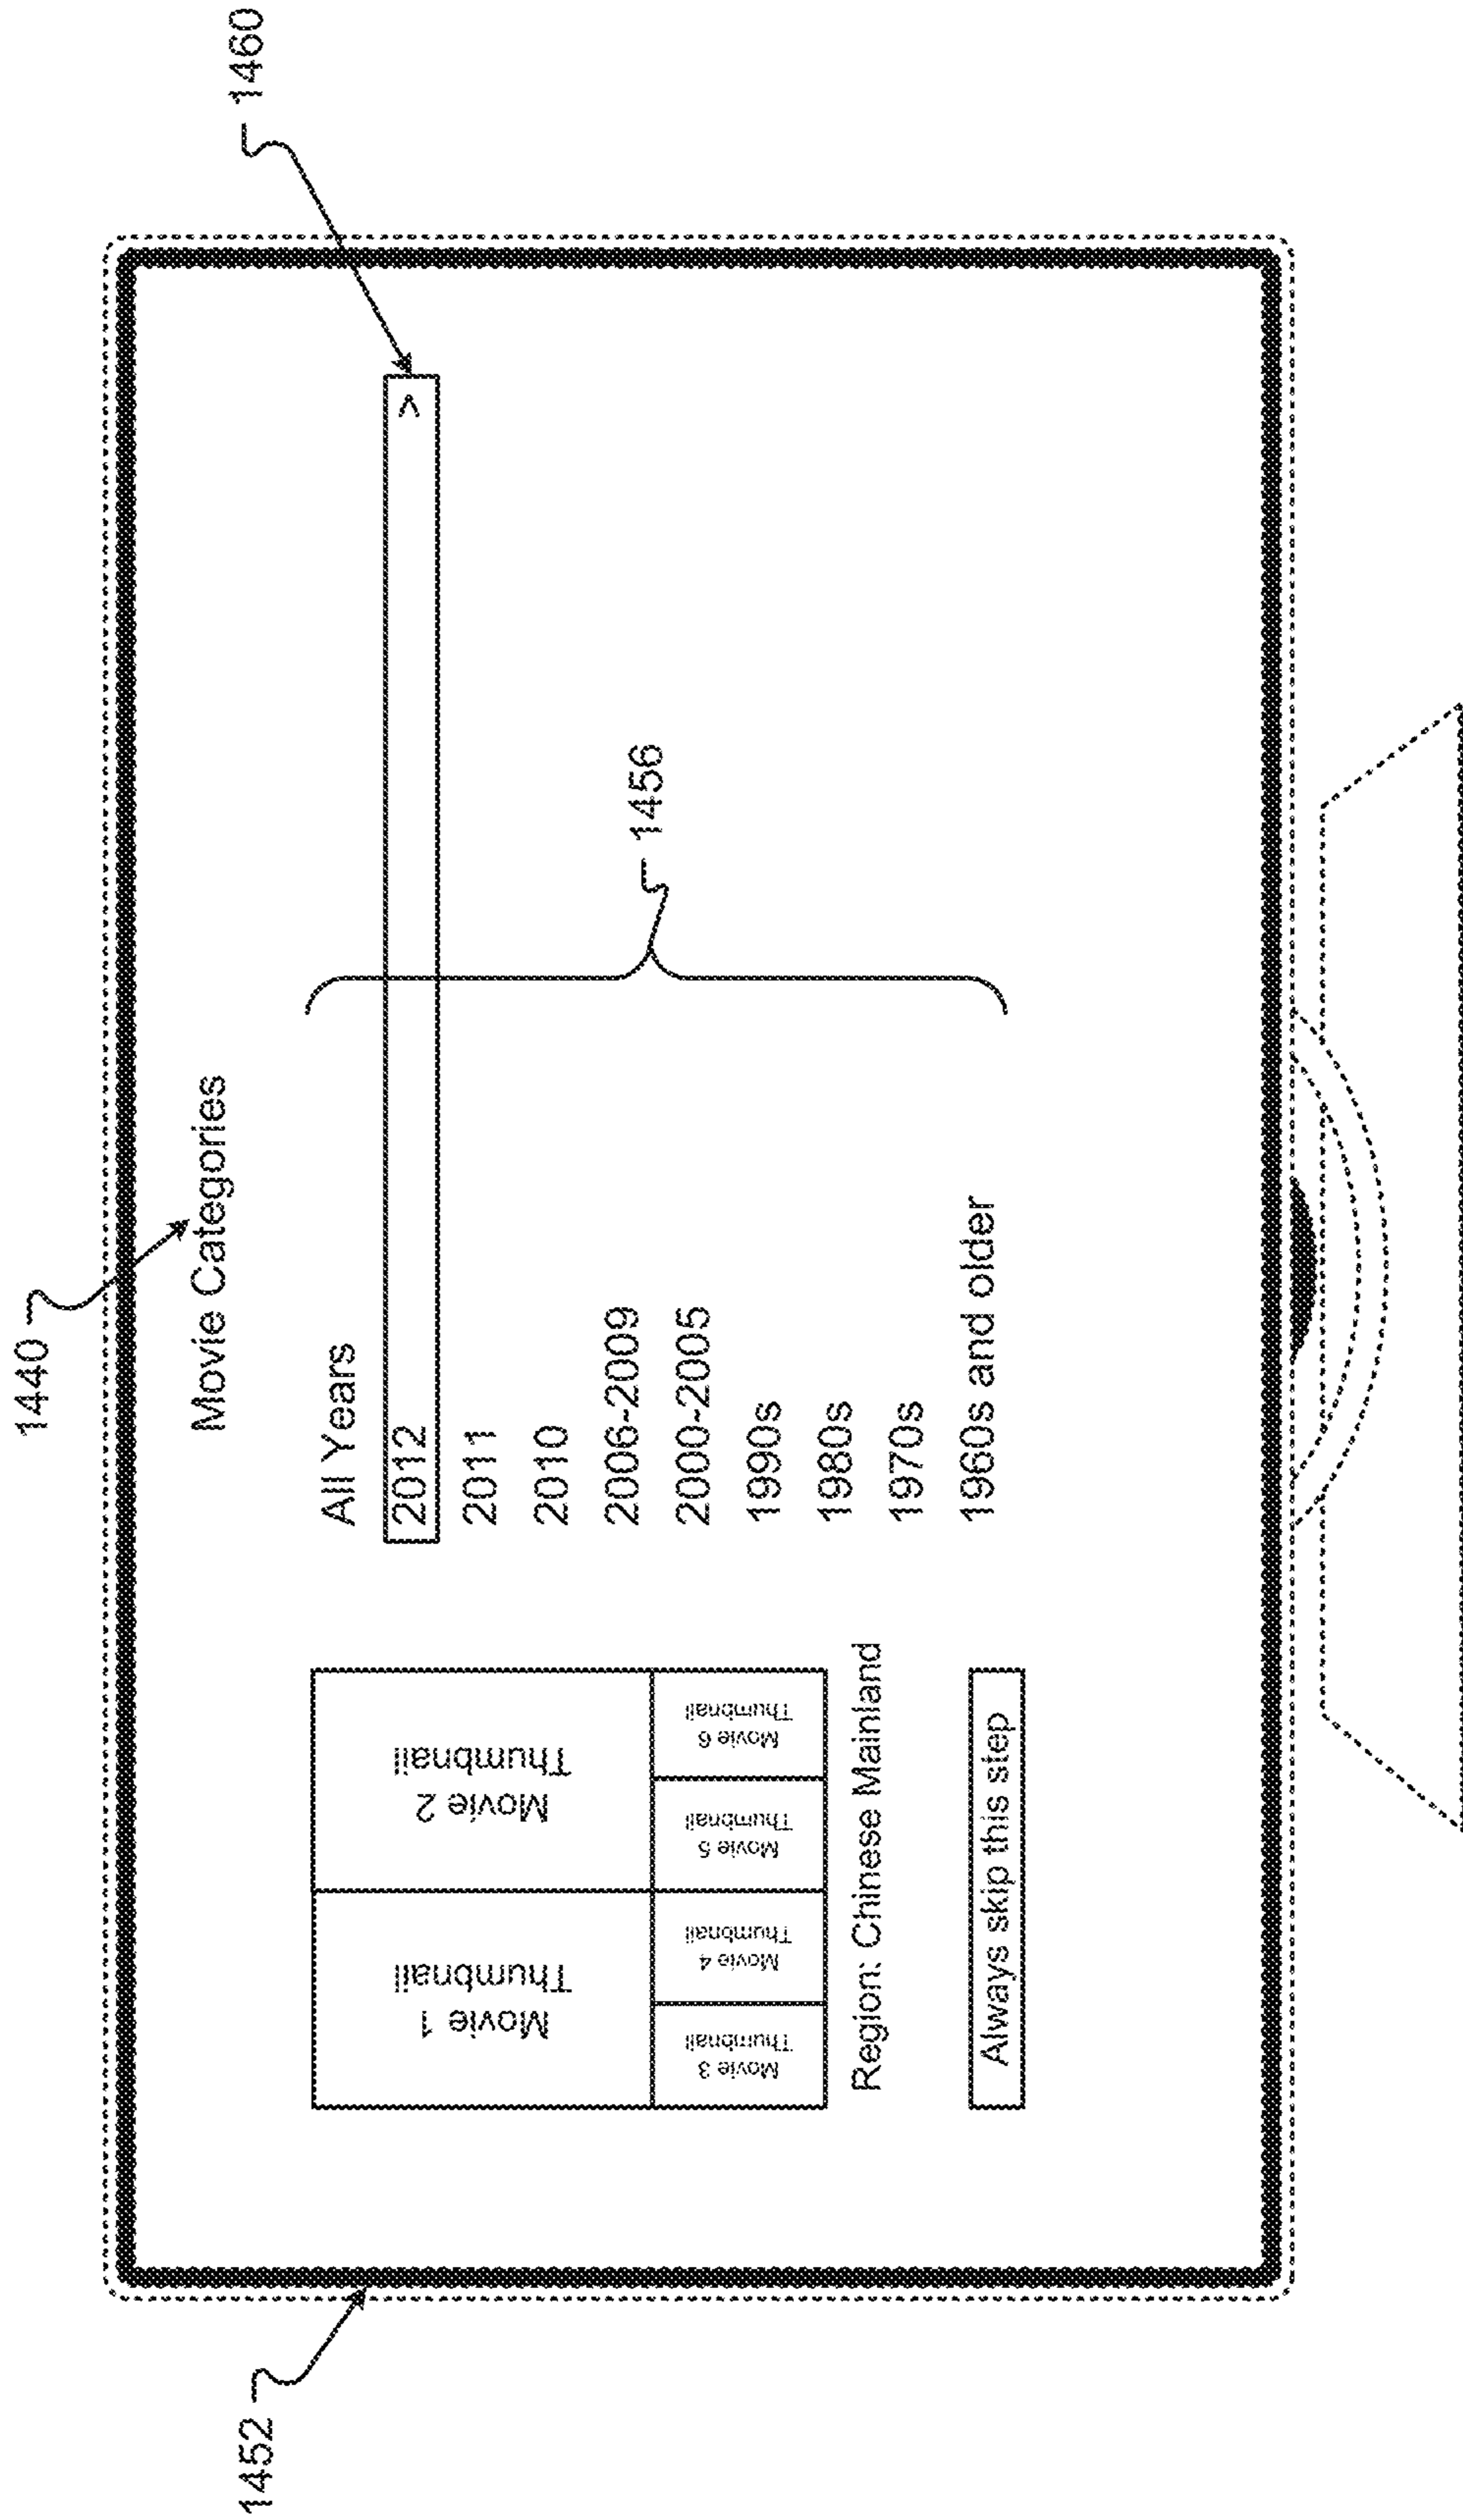 1440
Movie Categories
1452
1460
Movie 1
Thumbnail
Movie 2
Thumbnail
Movie 3
Thumbnail
Movie 4
Thumbnail
Movie 5
Thumbnail
Movie 6
Thumbnail
Region: Chinese Mainland
Always skip this step
All Years
2012 >
2011
2010
2006-2009
2000-2005
1990s
1980s
1970s
1960s and older
1456